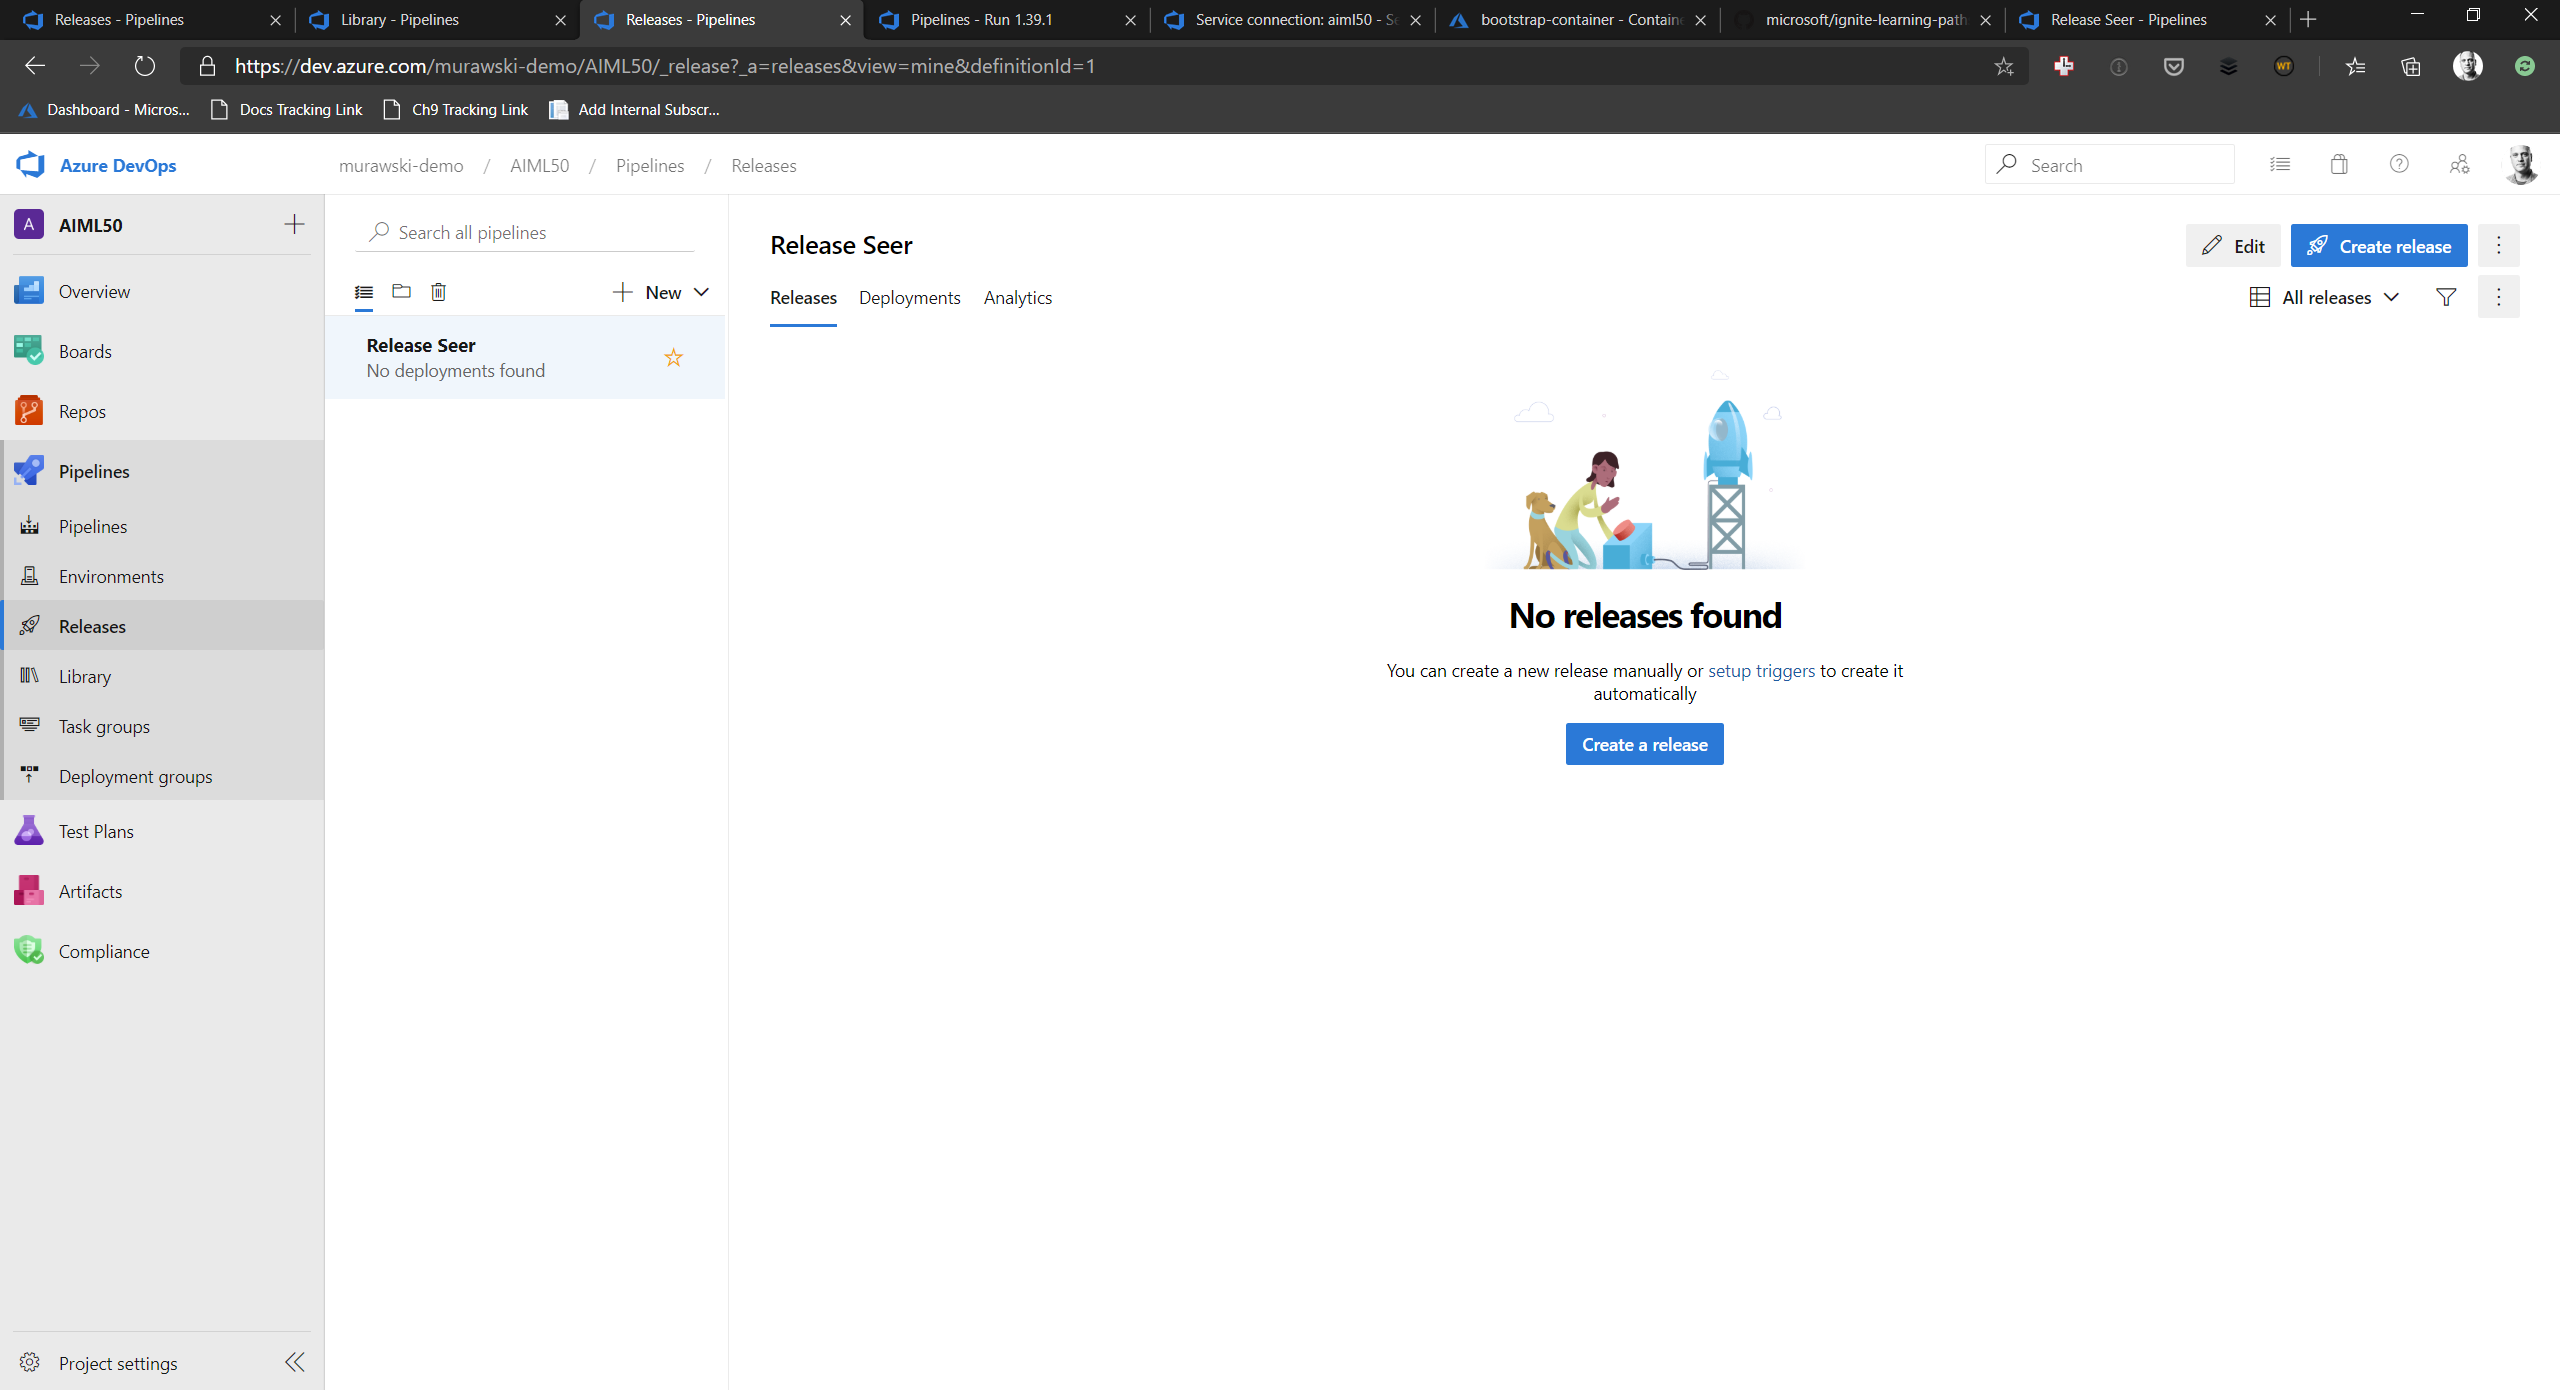 Releases - Pipelines
Library - Pipelines
Releases - Pipelines
Pipelines - Run 1.39.1
Service connection: aiml50 - Se
bootstrap-container - Containe
microsoft/ignite-learning-path
Release Seer - Pipelines
https://dev.azure.com/murawski-demo/AIML50/_release?_a=releases&view=mine&definitionId=1
WT
Dashboard - Micros...
Docs Tracking Link
Ch9 Tracking Link
Add Internal Subscr...
Azure DevOps
murawski-demo / AIML50 / Pipelines / Releases
Search
A AIML50
Overview
Boards
Repos
Pipelines
Pipelines
Environments
Releases
Library
Task groups
Deployment groups
Test Plans
Artifacts
Compliance
Project settings
Search all pipelines
New
Release Seer
No deployments found
Release Seer
Edit
Create release
Releases
Deployments
Analytics
All releases
No releases found
You can create a new release manually or setup triggers to create it
automatically
Create a release